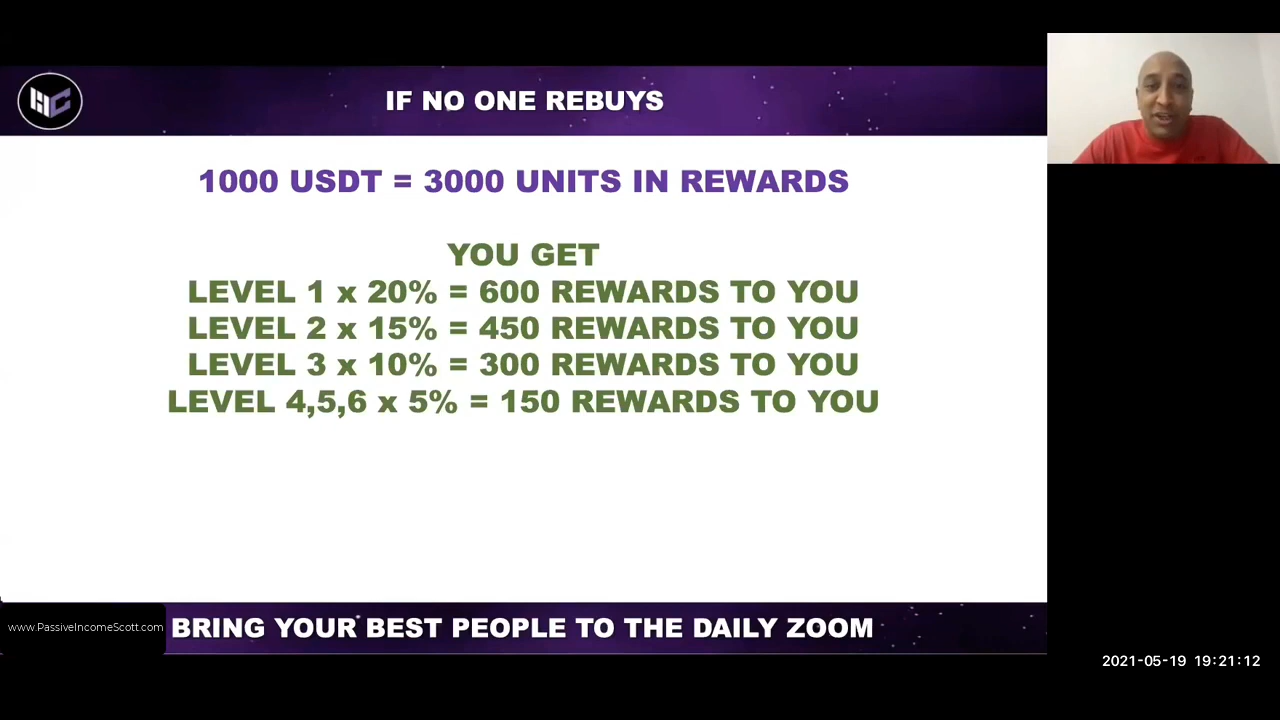 HC
IF NO ONE REBUYS
1000 USDT = 3000 UNITS IN REWARDS
YOU GET
LEVEL 1 x 20% = 600 REWARDS TO YOU
LEVEL 2 x 15% = 450 REWARDS TO YOU
LEVEL 3 x 10% = 300 REWARDS TO YOU
LEVEL 4,5,6 x 5% = 150 REWARDS TO YOU
www.PassiveIncomeScott.com
BRING YOUR BEST PEOPLE TO THE DAILY ZOOM
2021-05-19 19:21:12